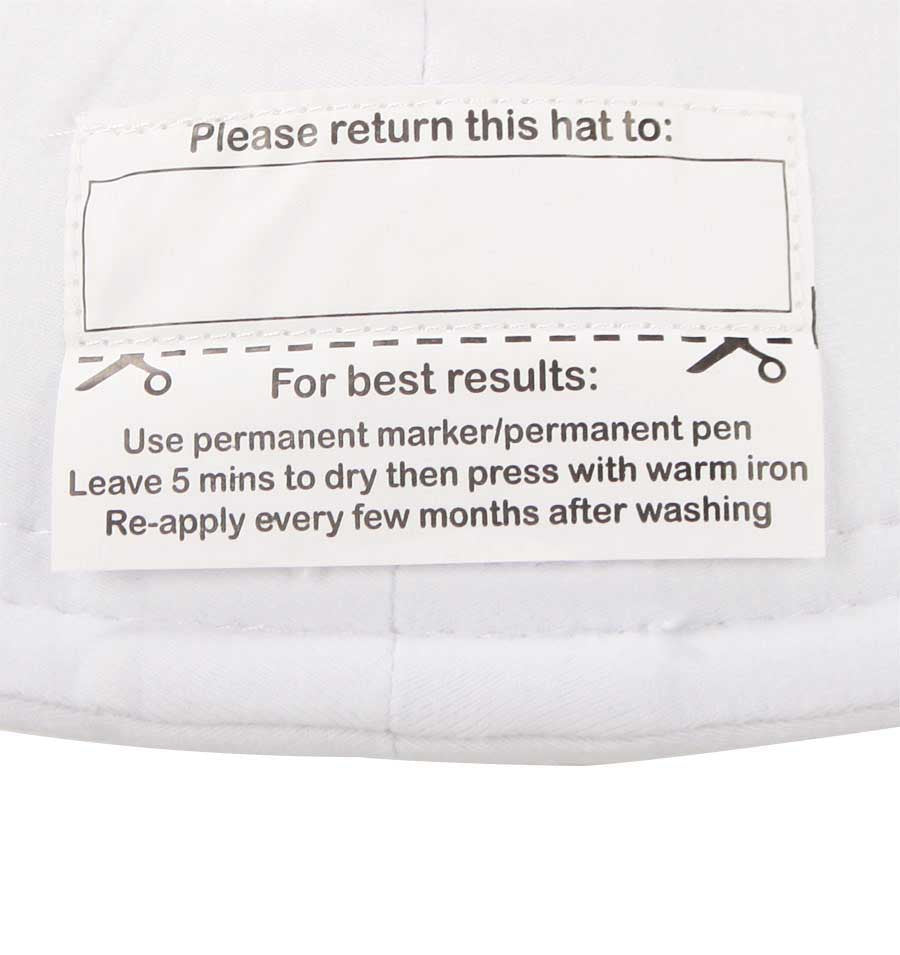 Please return this hat to:
For best results:
Use permanent marker/permanent pen
Leave 5 mins to dry then press with warm iron
Re-apply every few months after washing